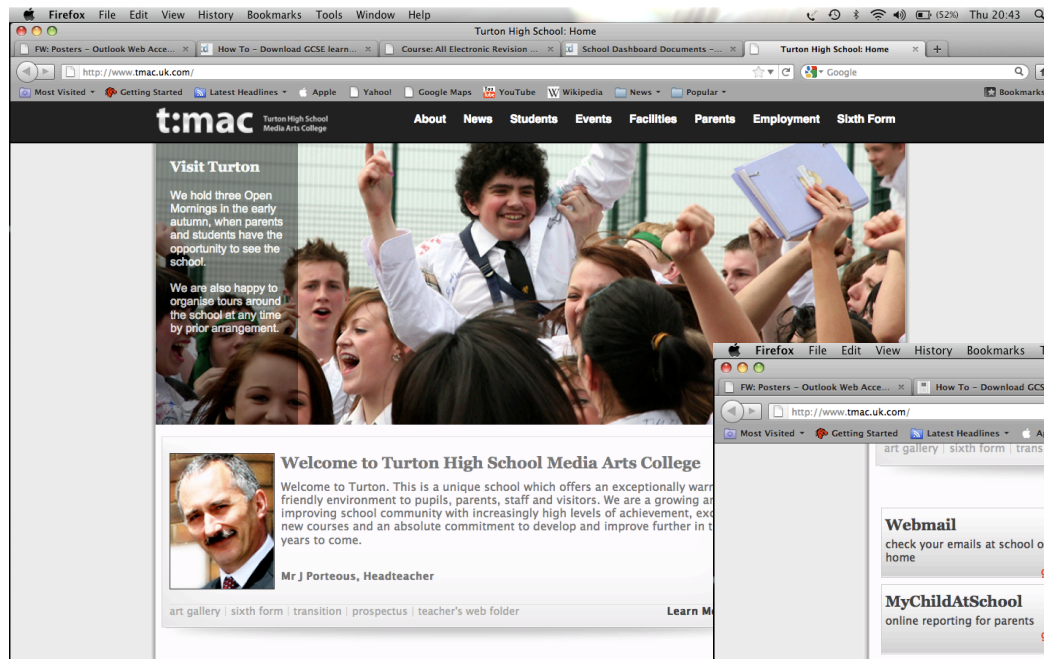 Firefox File Edit View History Bookmarks Tools Window Help (52%) Thu 20:43
Turton High School: Home
FW: Posters – Outlook Web Acce... How To – Download GCSE learn... Course: All Electronic Revision ... School Dashboard Documents –... Turton High School: Home
http://www.tmac.uk.com/ Google
Most Visited Getting Started Latest Headlines Apple Yahoo! Google Maps YouTube Wikipedia News Popular Bookmarks
t:mac Turton High School
Media Arts College
About News Students Events Facilities Parents Employment Sixth Form
Visit Turton
We hold three Open
Mornings in the early
autumn, when parents
and students have the
opportunity to see the
school.
We are also happy to
organise tours around
the school at any time
by prior arrangement.
Welcome to Turton High School Media Arts College
Welcome to Turton. This is a unique school which offers an exceptionally warm
friendly environment to pupils, parents, staff and visitors. We are a growing
improving school community with increasingly high levels of achievement,
new courses and an absolute commitment to develop and improve further in
years to come.
Mr J Porteous, Headteacher
art gallery | sixth form | transition | prospectus | teacher's web folder
Learn
Firefox File Edit View History Bookmarks
FW: Posters – Outlook Web Acce... How To – Download GCS
http://www.tmac.uk.com/
Most Visited Getting Started Latest Headlines
art gallery | sixth form | trans
Webmail
check your emails at school o
home
MyChildAtSchool
online reporting for parents